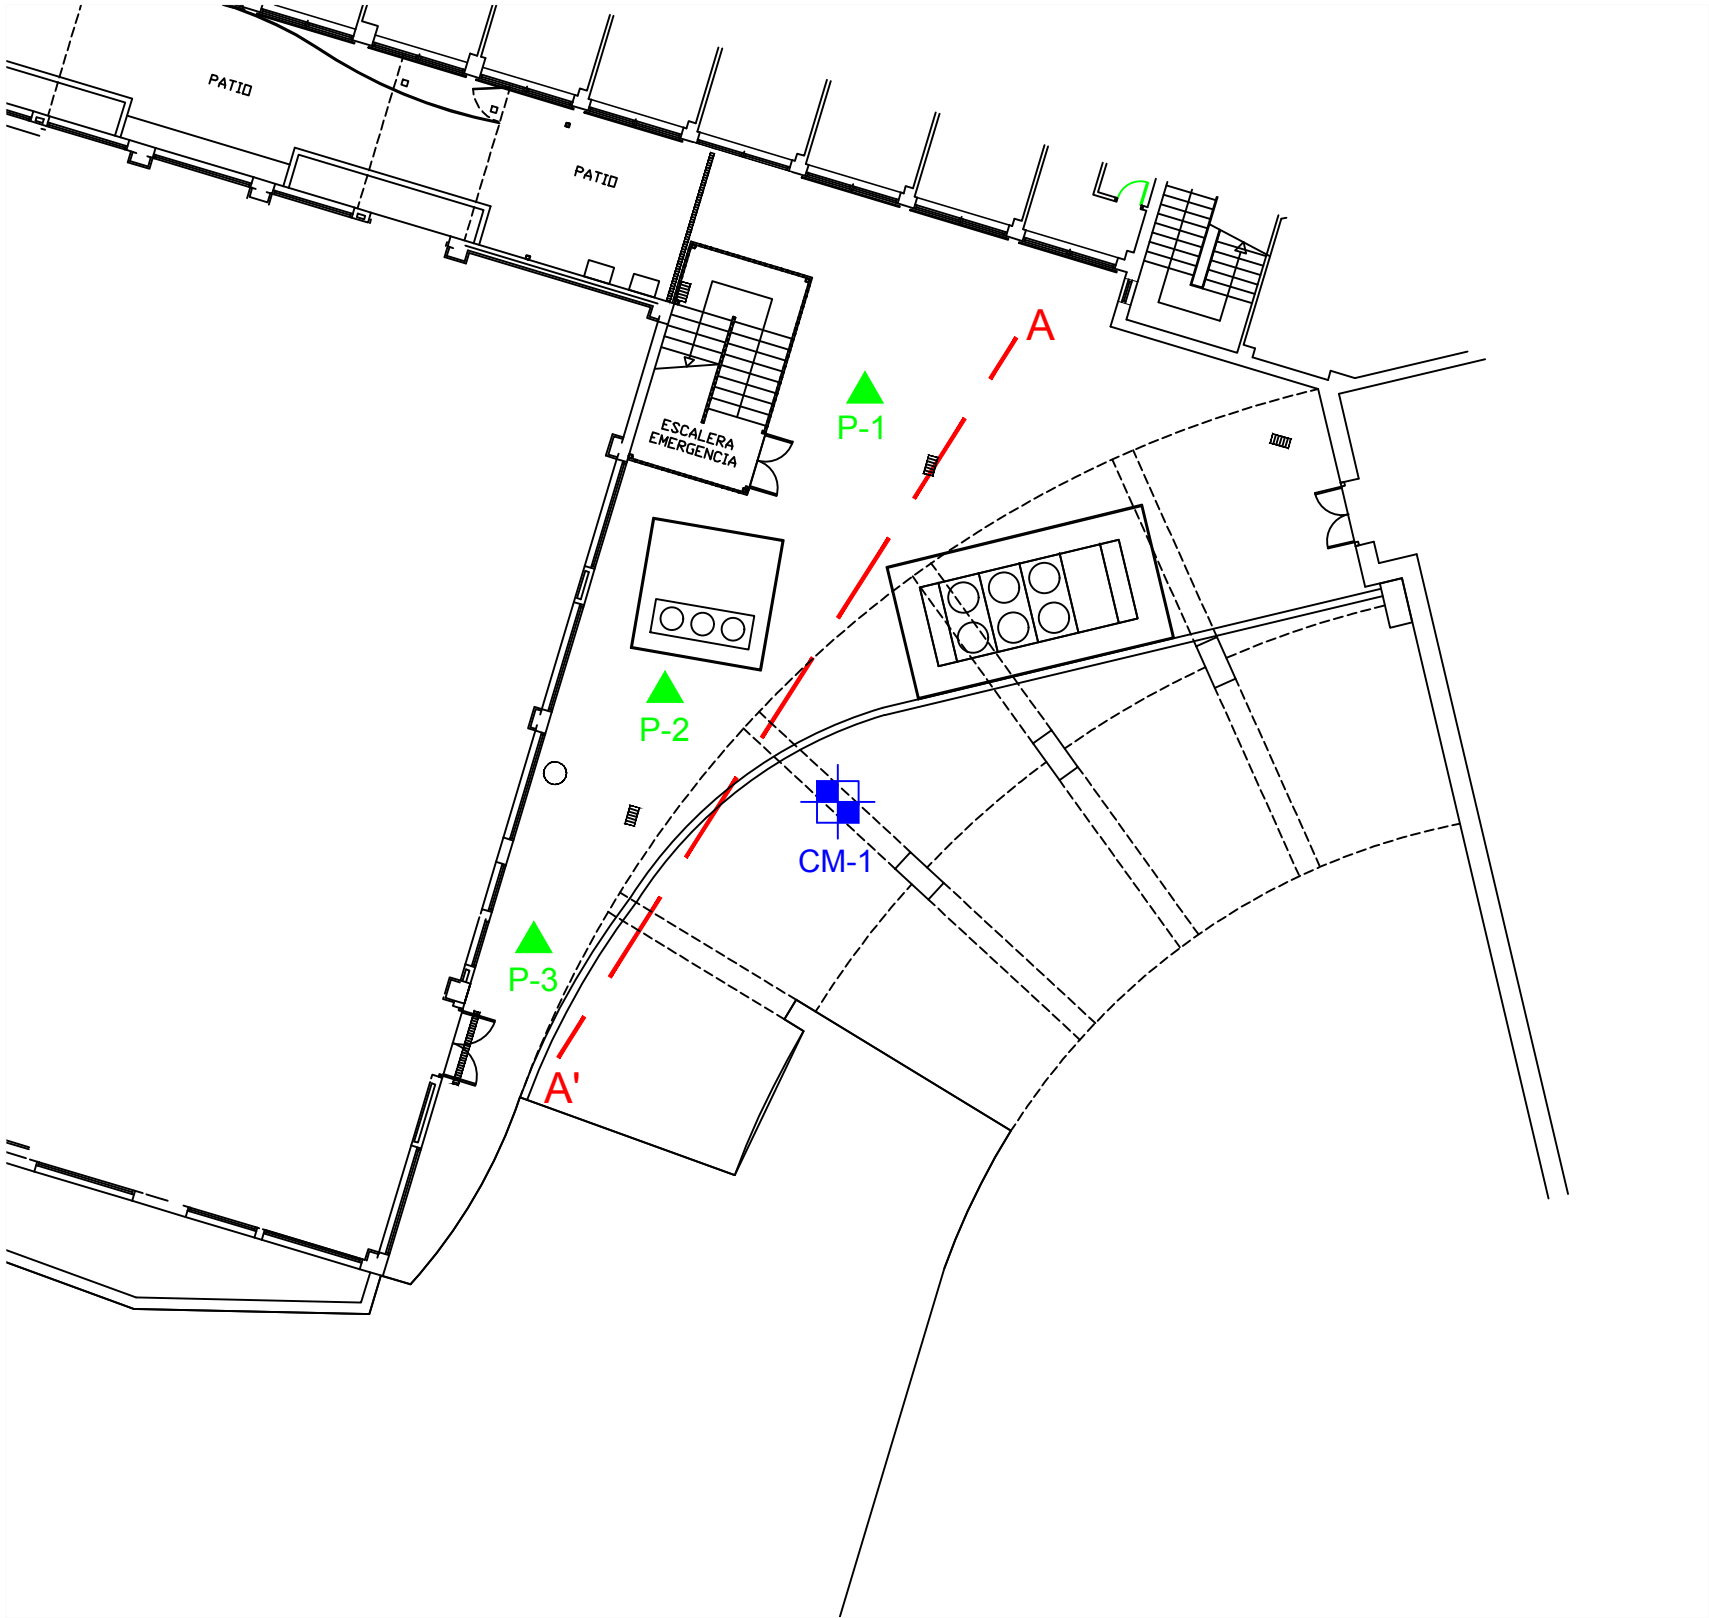 PATIO
PATIO
A
P-1
ESCALERA
EMERGENCIA
P-2
CM-1
P-3
A'